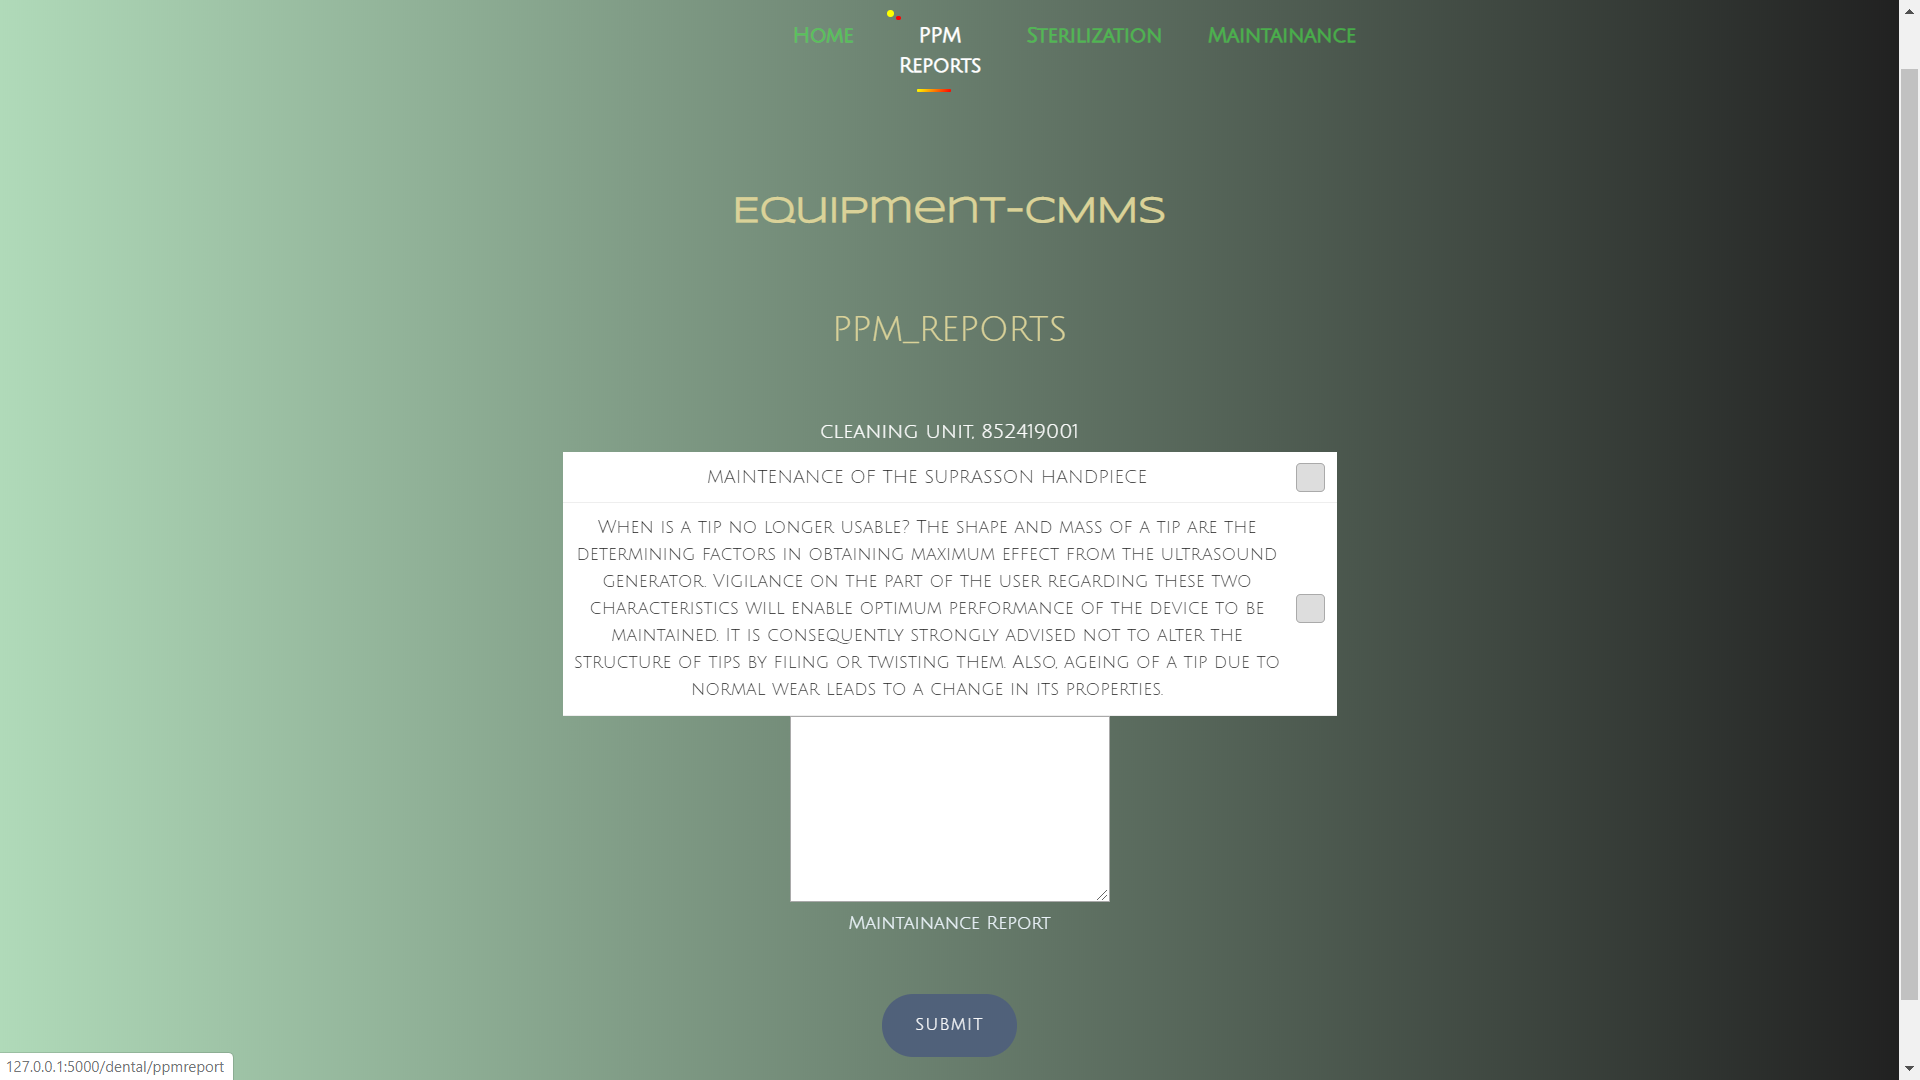 Home
PPM
Reports
Sterilization
Maintainance
Equipment-CMMS
PPM_REPORTS
CLEANING UNIT, 852419001
MAINTENANCE OF THE SUPRASSON HANDPIECE
When is a tip no longer usable? The shape and mass of a tip are the
determining factors in obtaining maximum effect from the ultrasound
generator. Vigilance on the part of the user regarding these two
characteristics will enable optimum performance of the device to be
maintained. It is consequently strongly advised not to alter the
structure of tips by filing or twisting them. Also, ageing of a tip due to
normal wear leads to a change in its properties.
Maintainance Report
SUBMIT
127.0.0.1:5000/dental/ppmreport